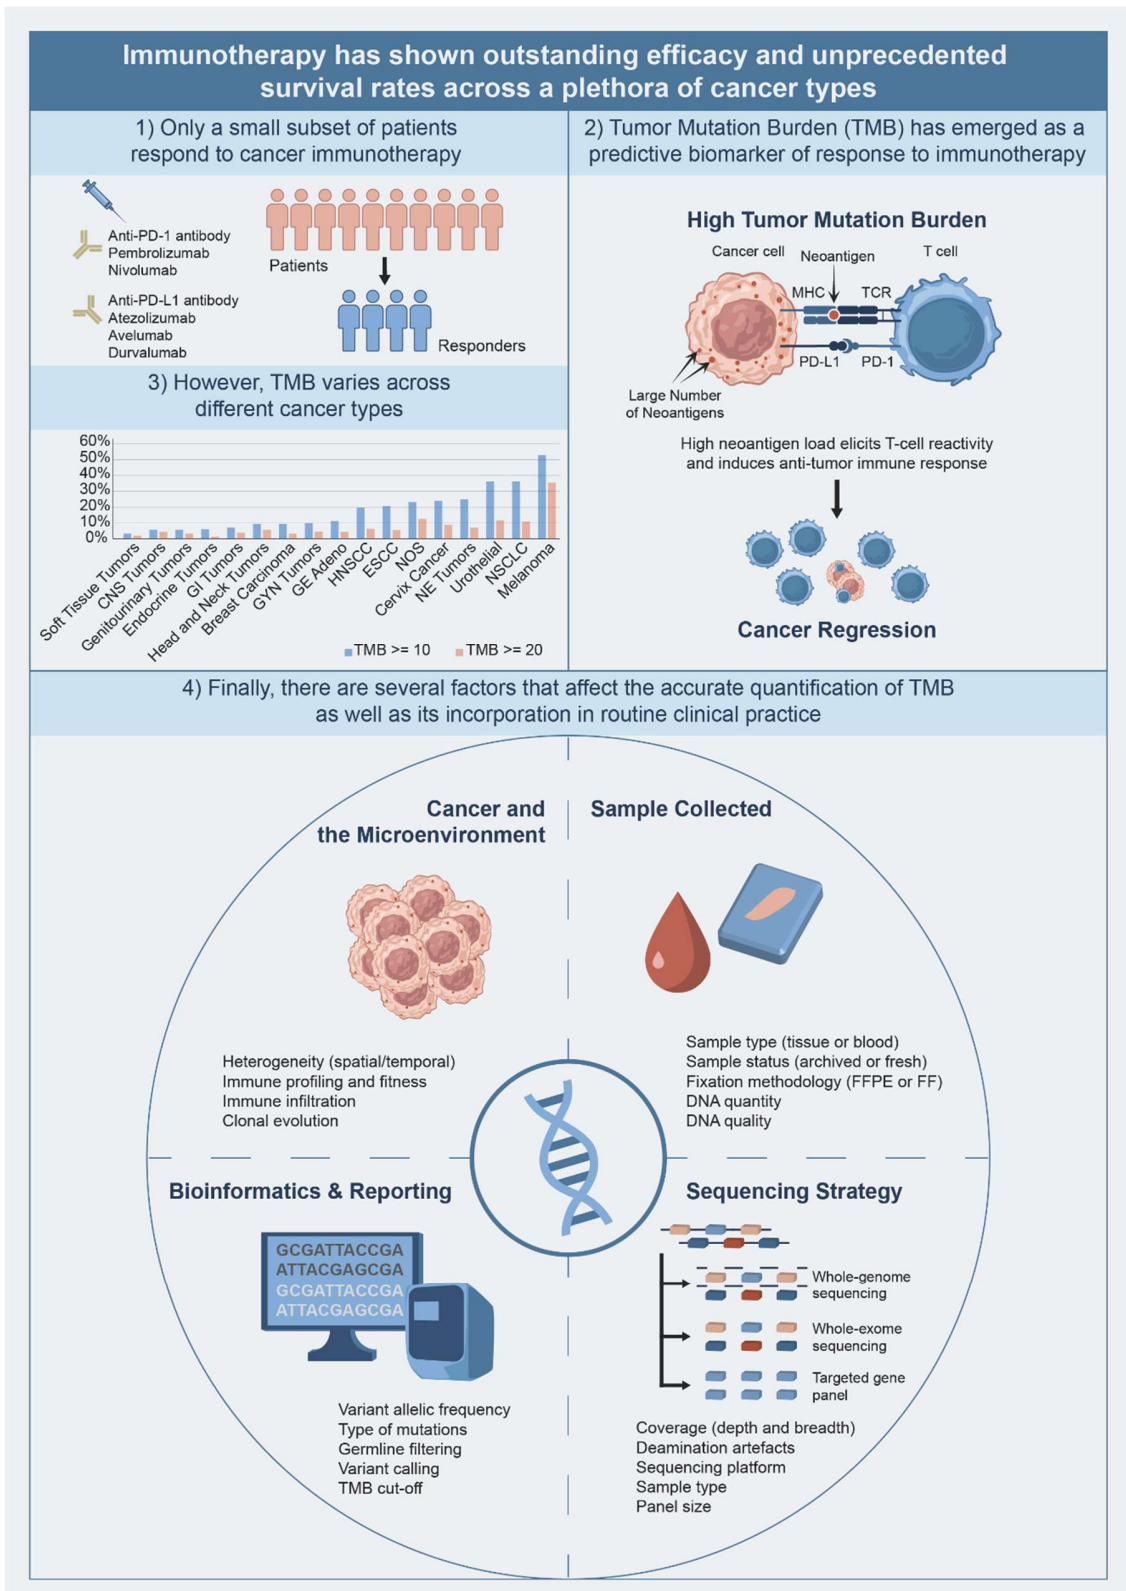 Immunotherapy has shown outstanding efficacy and unprecedented
survival rates across a plethora of cancer types
1) Only a small subset of patients
respond to cancer immunotherapy
Anti-PD-1 antibody
Pembrolizumab
Nivolumab
Anti-PD-L1 antibody
Atezolizumab
Avelumab
Durvalumab
Patients
Responders
2) Tumor Mutation Burden (TMB) has emerged as a
predictive biomarker of response to immunotherapy
High Tumor Mutation Burden
Cancer cell
Neoantigen
T cell
MHC
TCR
PD-L1
PD-1
Large Number
of Neoantigens
High neoantigen load elicits T-cell reactivity
and induces anti-tumor immune response
Cancer Regression
3) However, TMB varies across
different cancer types
60%
50%
40%
30%
20%
10%
0%
Soft Tissue Tumors
CNS Tumors
Genitourinary Tumors
Endocrine Tumors
GI Tumors
Head and Neck Tumors
Breast Carcinoma
GYN Tumors
GE Adeno
HNSCC
ESCC
NOS
Cervix Cancer
NE Tumors
Urothelial
NSCLC
Melanoma
TMB >= 10
TMB >= 20
4) Finally, there are several factors that affect the accurate quantification of TMB
as well as its incorporation in routine clinical practice
Cancer and
the Microenvironment
Heterogeneity (spatial/temporal)
Immune profiling and fitness
Immune infiltration
Clonal evolution
Sample Collected
Sample type (tissue or blood)
Sample status (archived or fresh)
Fixation methodology (FFPE or FF)
DNA quantity
DNA quality
Bioinformatics & Reporting
GCGATTACCGA
ATTACGAGCGA
GCGATTACCGA
ATTACGAGCGA
Variant allelic frequency
Type of mutations
Germline filtering
Variant calling
TMB cut-off
Sequencing Strategy
Whole-genome
sequencing
Whole-exome
sequencing
Targeted gene
panel
Coverage (depth and breadth)
Deamination artefacts
Sequencing platform
Sample type
Panel size